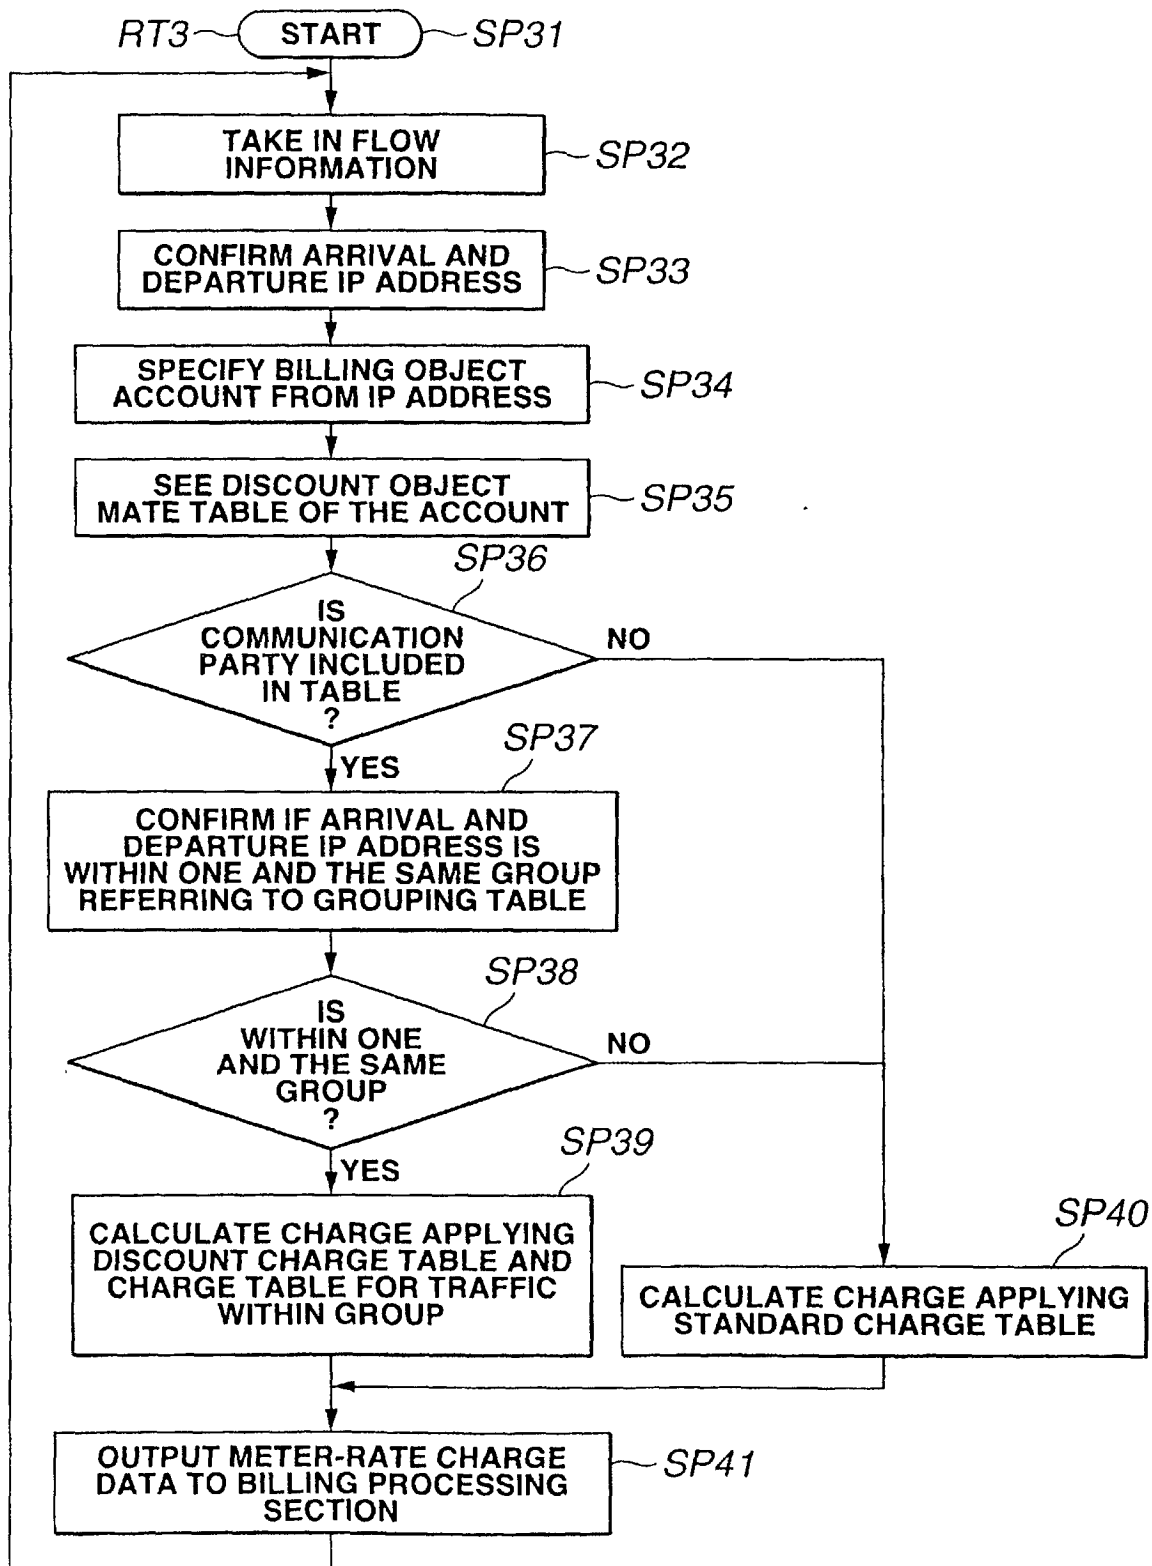 RT3
START
SP31
TAKE IN FLOW
INFORMATION
SP32
CONFIRM ARRIVAL AND
DEPARTURE IP ADDRESS
SP33
SPECIFY BILLING OBJECT
ACCOUNT FROM IP ADDRESS
SP34
SEE DISCOUNT OBJECT
MATE TABLE OF THE ACCOUNT
SP35
SP36
IS
COMMUNICATION
PARTY INCLUDED
IN TABLE
?
NO
YES
SP37
CONFIRM IF ARRIVAL AND
DEPARTURE IP ADDRESS IS
WITHIN ONE AND THE SAME GROUP
REFERRING TO GROUPING TABLE
SP38
IS
WITHIN ONE
AND THE SAME
GROUP
?
NO
YES
SP39
CALCULATE CHARGE APPLYING
DISCOUNT CHARGE TABLE AND
CHARGE TABLE FOR TRAFFIC
WITHIN GROUP
SP40
CALCULATE CHARGE APPLYING
STANDARD CHARGE TABLE
OUTPUT METER-RATE CHARGE
DATA TO BILLING PROCESSING
SECTION
SP41